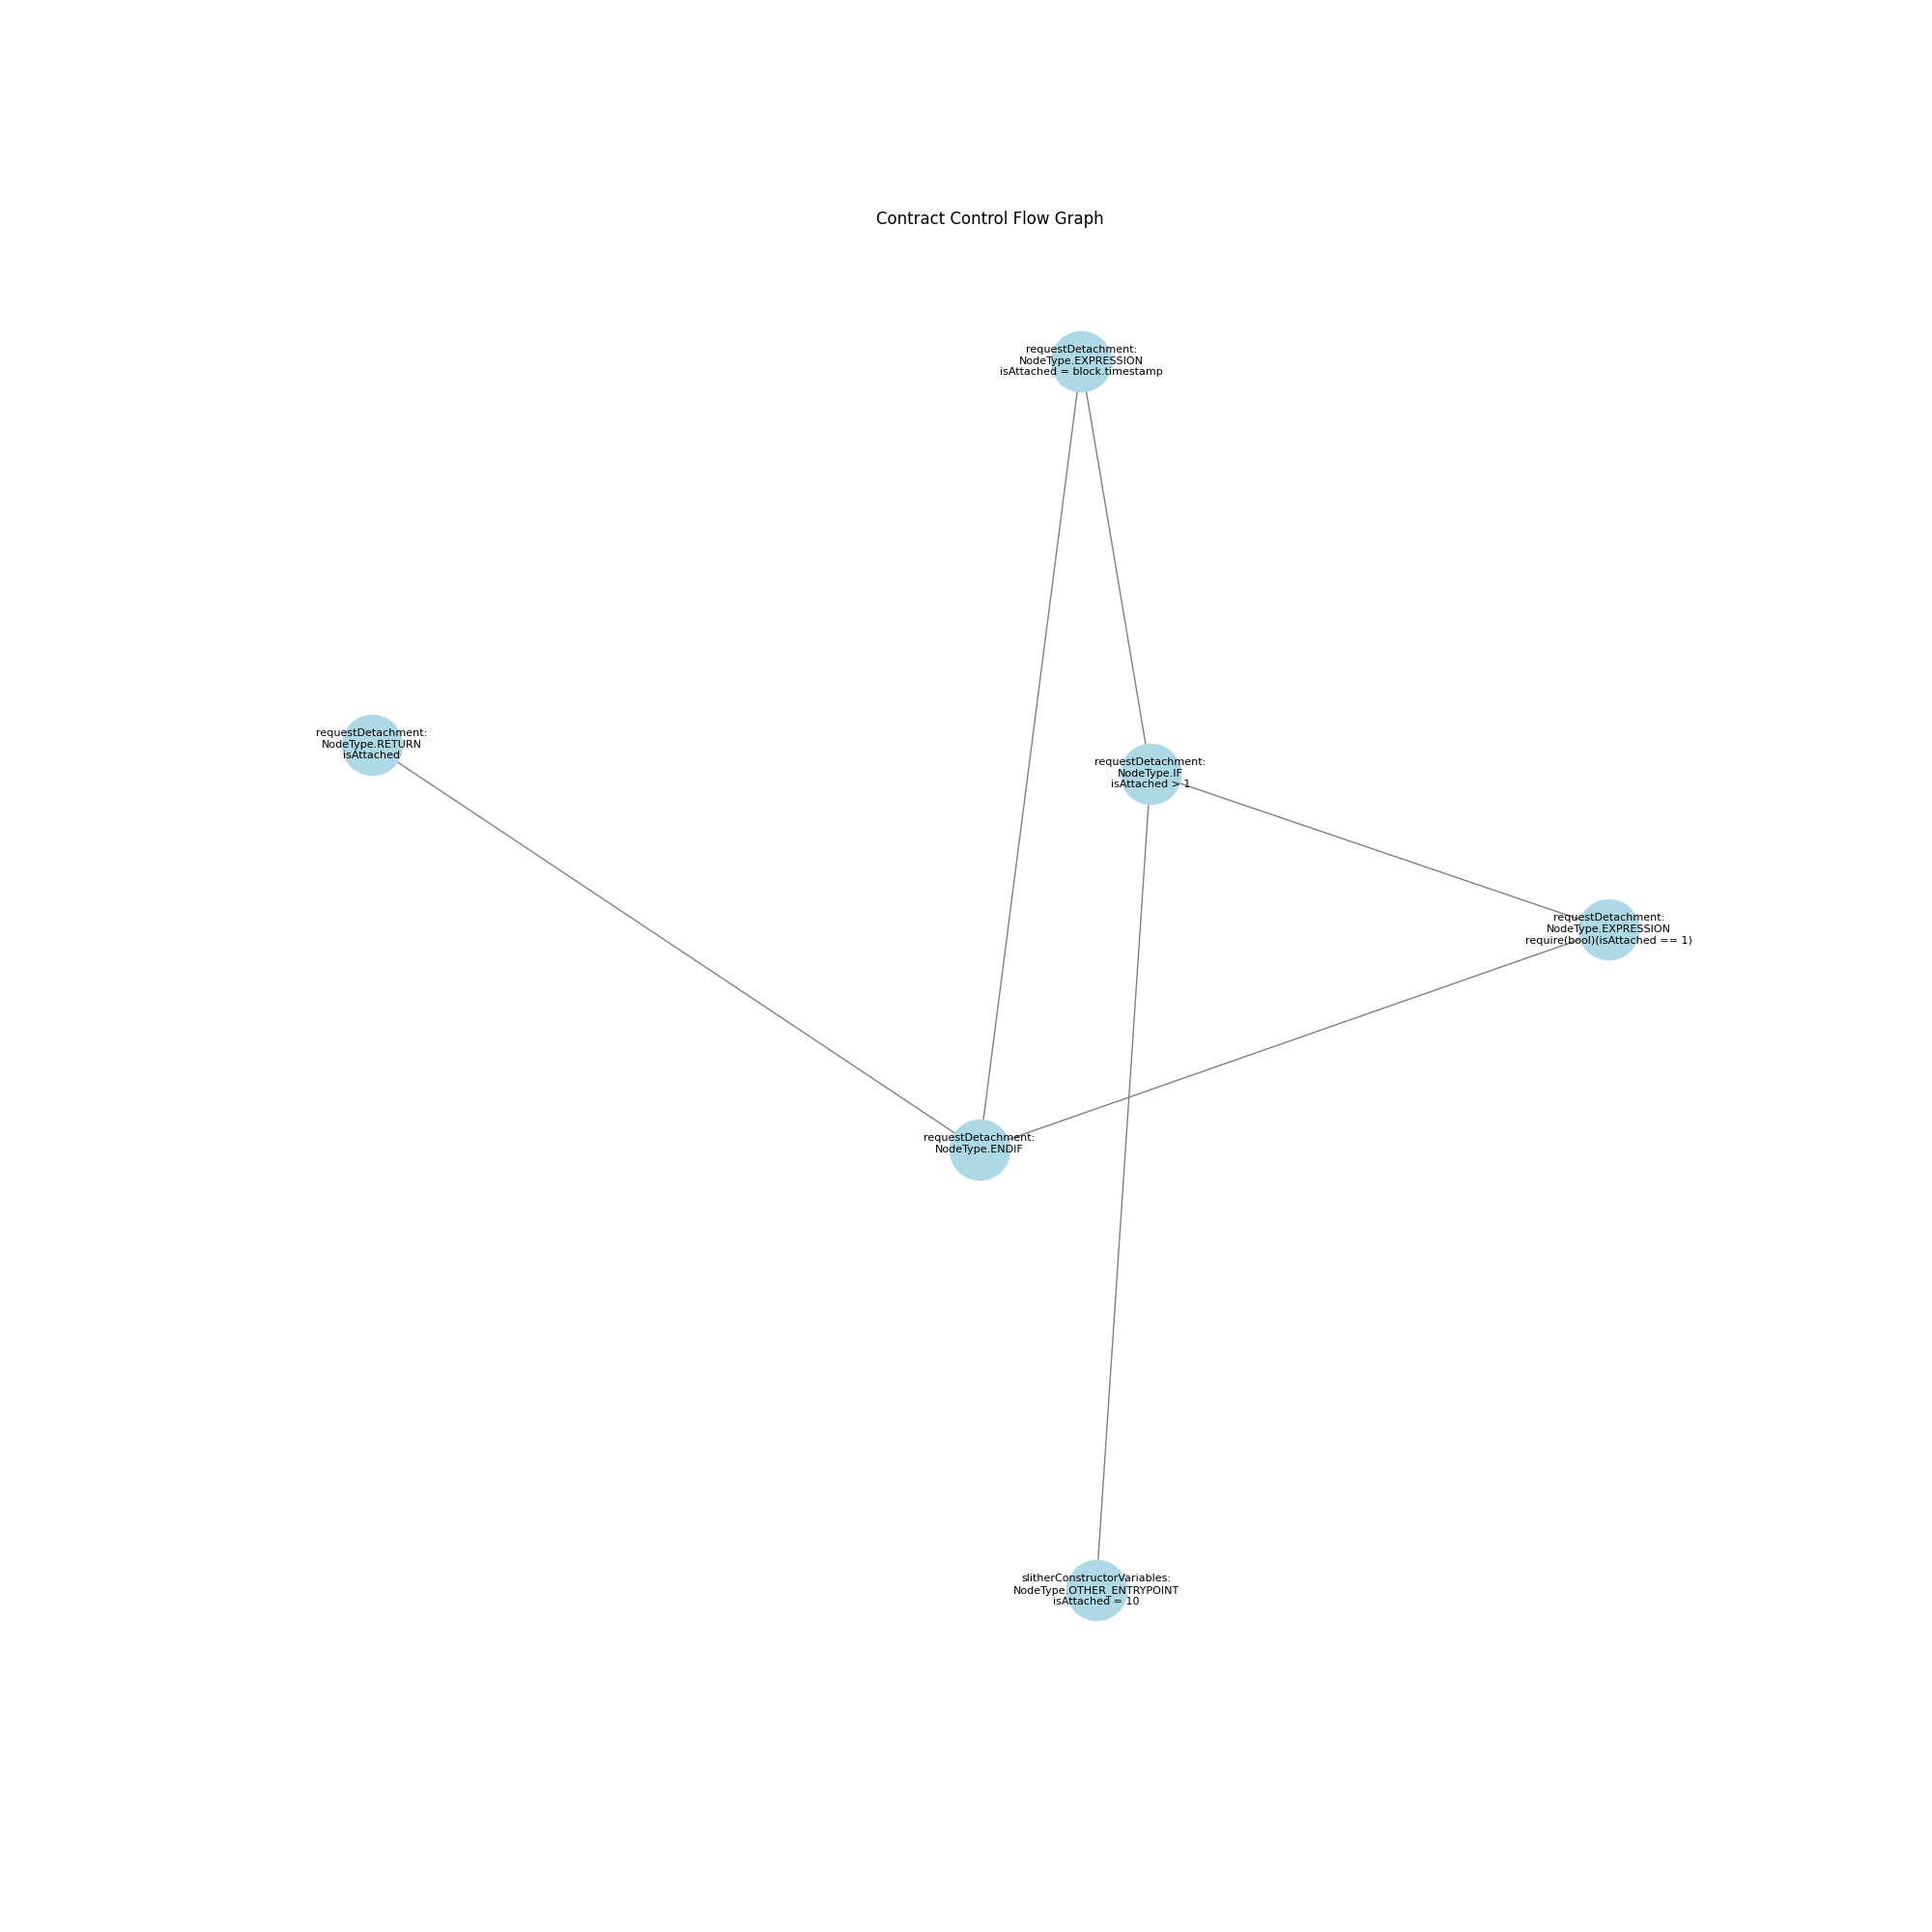 Contract Control Flow Graph
requestDetachment:
NodeType.EXPRESSION
isAttached = block.timestamp
requestDetachment:
NodeType.RETURN
isAttached
requestDetachment:
NodeType.IF
isAttached > 1
requestDetachment:
NodeType.EXPRESSION
require(bool)(isAttached == 1)
requestDetachment:
NodeType.ENDIF
slitherConstructorVariables:
NodeType.OTHER_ENTRYPOINT
isAttached = 10